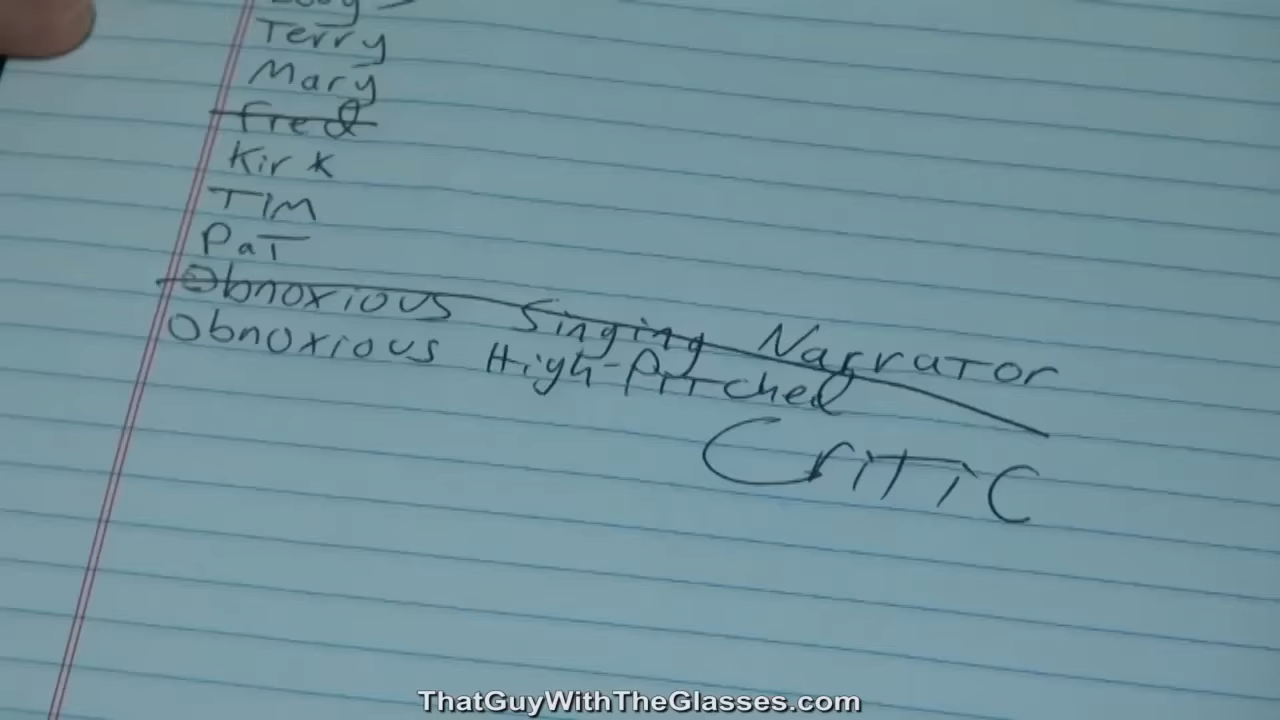 Terry
Mary
Fred
Kirk
TIM
PaT
Obnoxious Singing Narrator
Obnoxious High-Pitched
CriTiC
ThatGuyWithTheGlasses.com